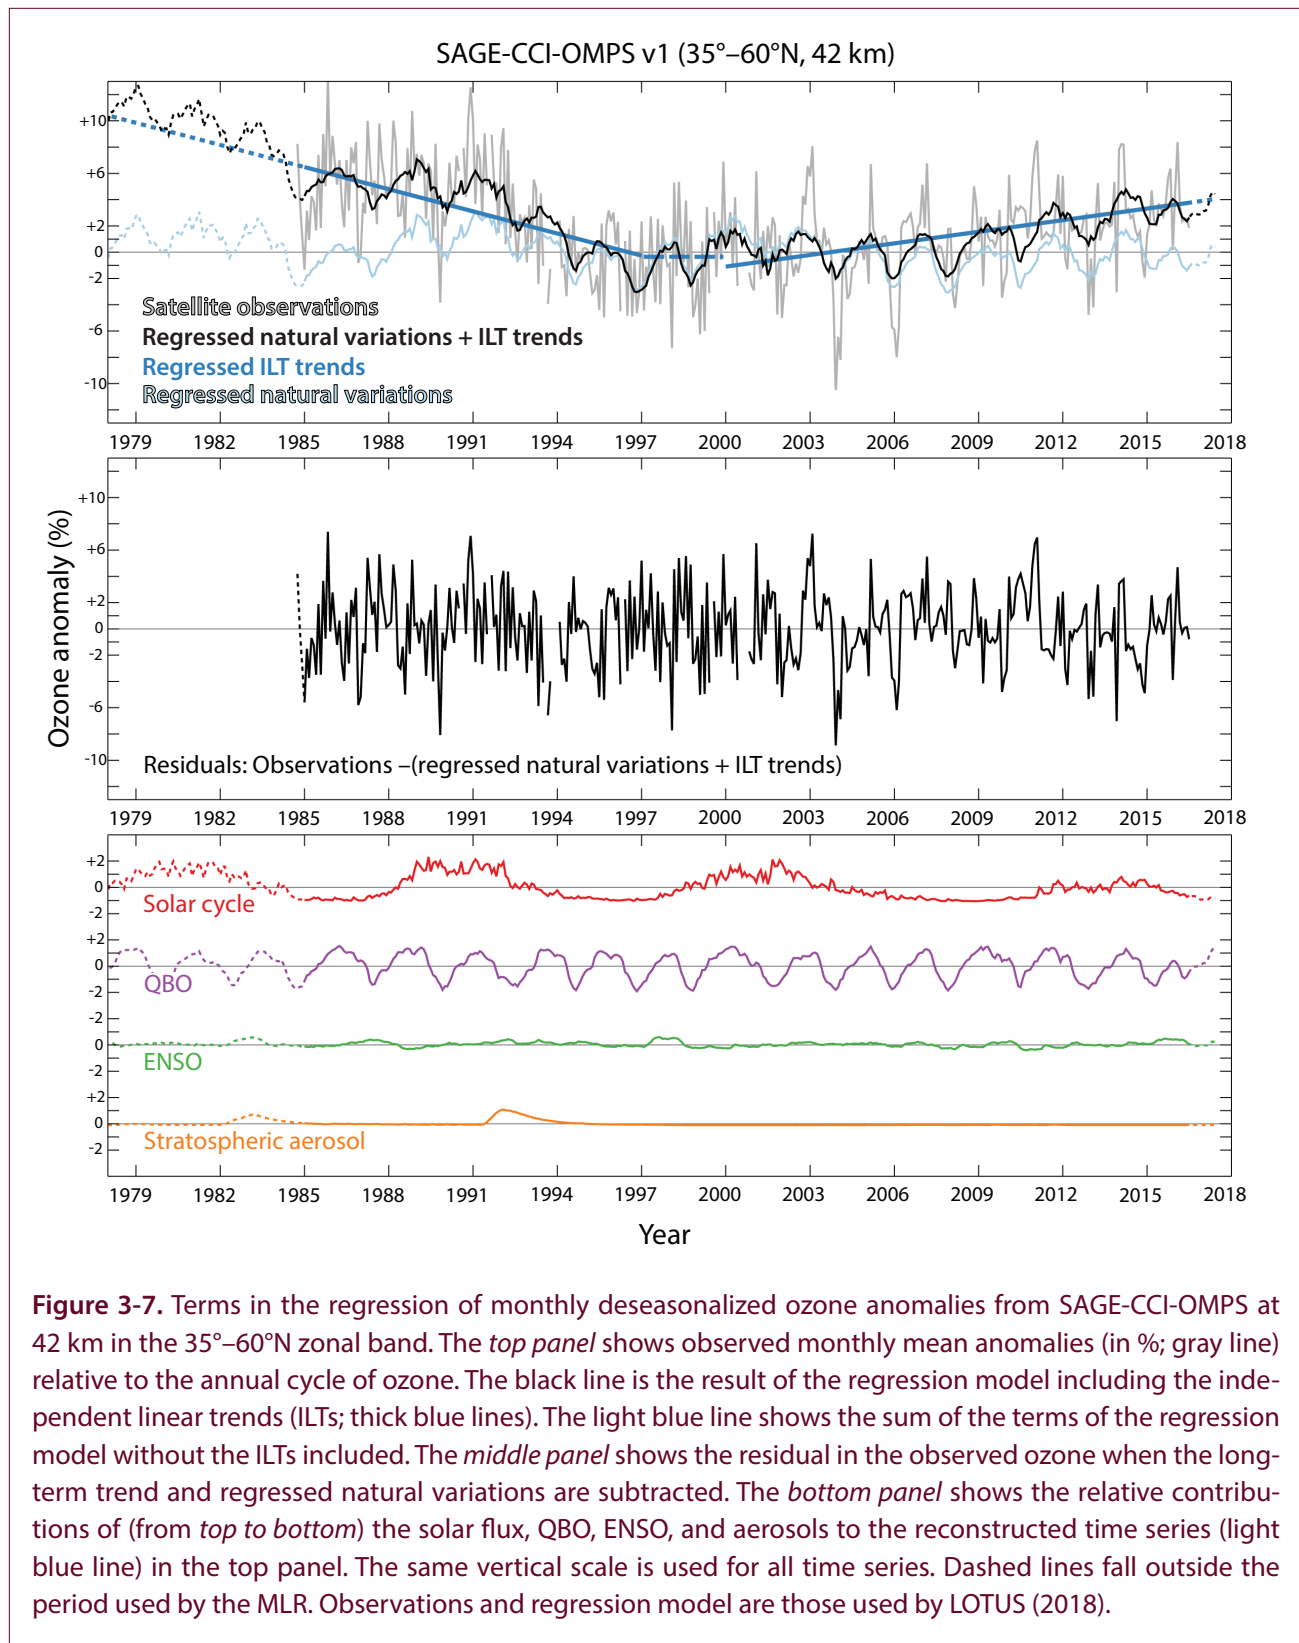 SAGE-CCI-OMPS v1 (35°–60°N, 42 km)
+10
+6
+2
0
-2
-6
-10
Satellite observations
Regressed natural variations + ILT trends
Regressed ILT trends
Regressed natural variations
1979 1982 1985 1988 1991 1994 1997 2000 2003 2006 2009 2012 2015 2018
Ozone anomaly (%)
+10
+6
+2
0
-2
-6
-10
Residuals: Observations –(regressed natural variations + ILT trends)
1979 1982 1985 1988 1991 1994 1997 2000 2003 2006 2009 2012 2015 2018
+2
0
-2
Solar cycle
+2
0
-2
QBO
-2
0
-2
ENSO
+2
0
-2
Stratospheric aerosol
1979 1982 1985 1988 1991 1994 1997 2000 2003 2006 2009 2012 2015 2018
Year
Figure 3-7. Terms in the regression of monthly deseasonalized ozone anomalies from SAGE-CCI-OMPS at
42 km in the 35°–60°N zonal band. The top panel shows observed monthly mean anomalies (in %; gray line)
relative to the annual cycle of ozone. The black line is the result of the regression model including the inde-
pendent linear trends (ILTs; thick blue lines). The light blue line shows the sum of the terms of the regression
model without the ILTs included. The middle panel shows the residual in the observed ozone when the long-
term trend and regressed natural variations are subtracted. The bottom panel shows the relative contribu-
tions of (from top to bottom) the solar flux, QBO, ENSO, and aerosols to the reconstructed time series (light
blue line) in the top panel. The same vertical scale is used for all time series. Dashed lines fall outside the
period used by the MLR. Observations and regression model are those used by LOTUS (2018).